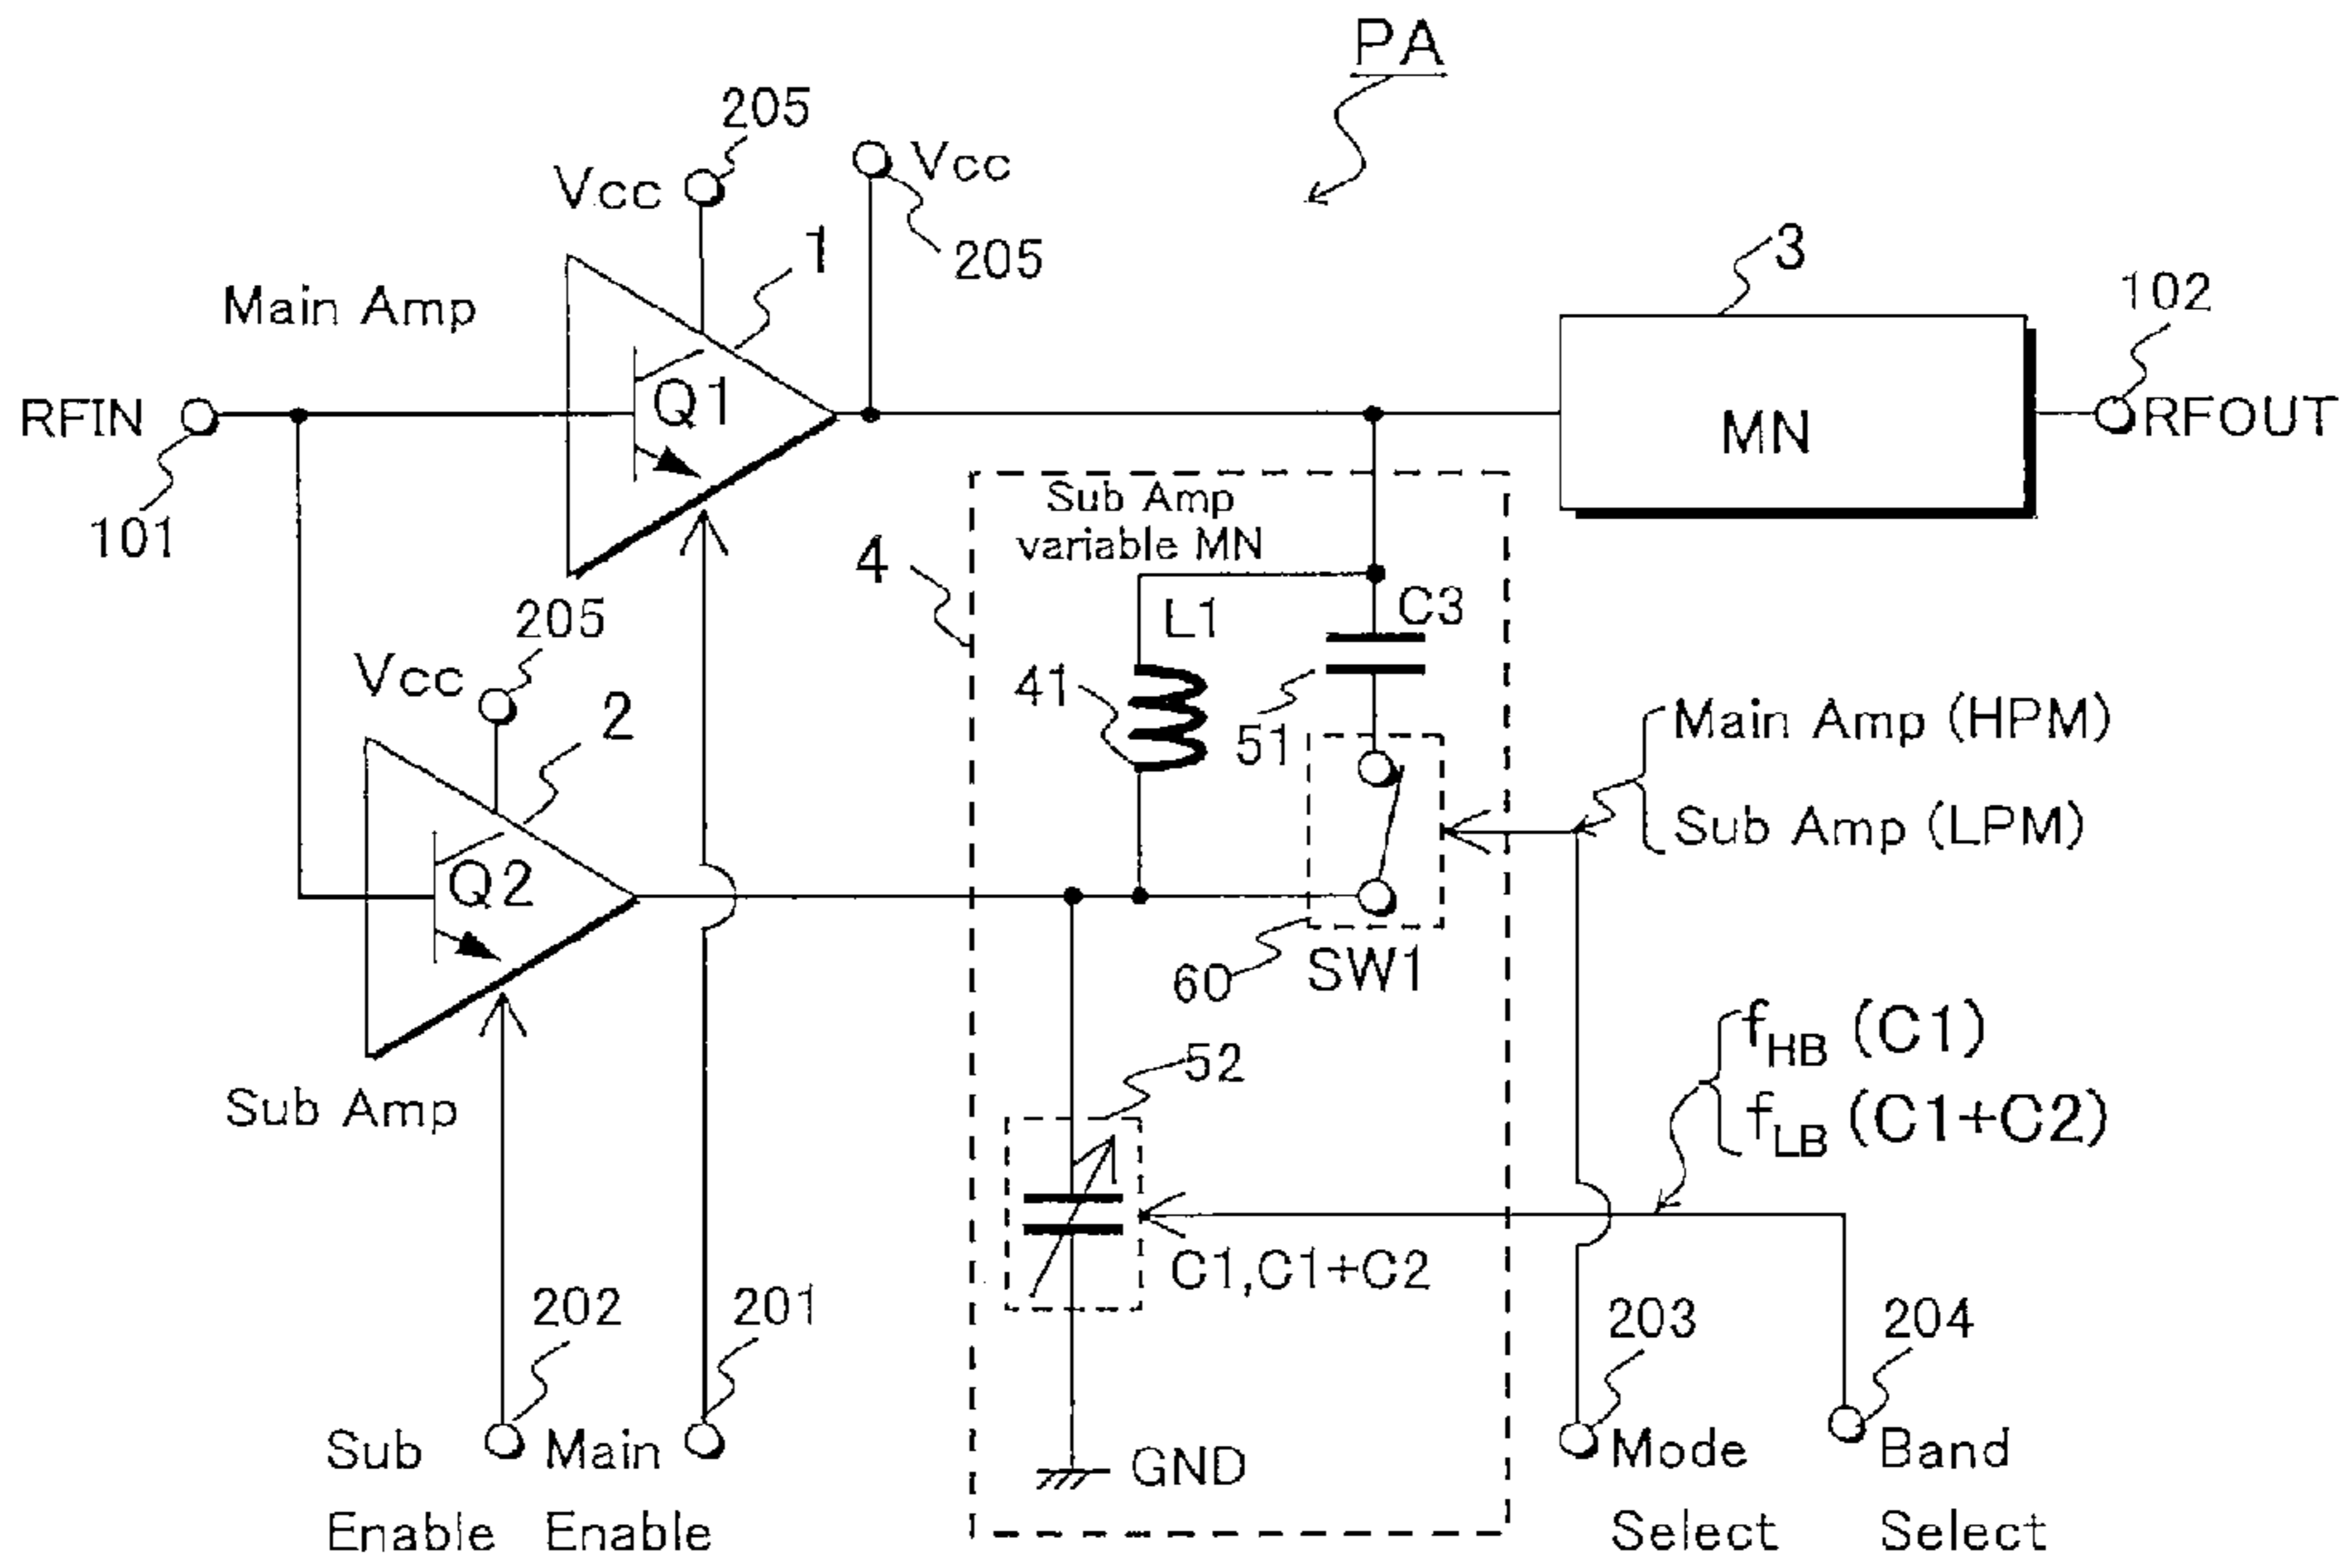 PA
205
Vcc
Vcc
205
1
3
102
Main Amp
Q1
RFIN
MN
RFOUT
101
Sub Amp
variable MN
4
205
L1
C3
Vcc
41
2
51
Main Amp (HPM)
Sub Amp (LPM)
Q2
60
SW1
fHB (C1)
52
Sub Amp
fLB (C1+C2)
C1,C1+C2
202
201
203
204
GND
Sub
Enable
Main
Enable
Mode
Select
Band
Select